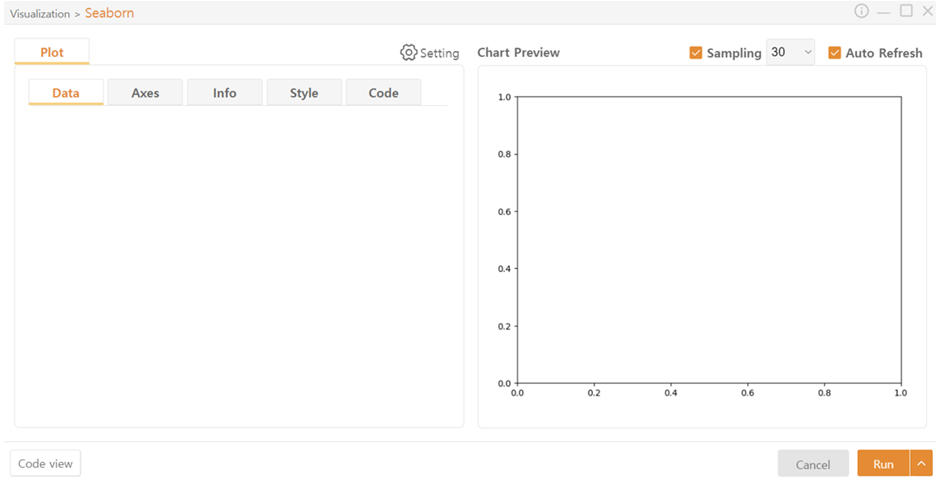 Visualization > Seaborn
Plot
Setting
Data Axes Info Style Code
Chart Preview
Sampling 30 Auto Refresh
1.0
0.8
0.6
0.4
0.2
0.0
0.0 0.2 0.4 0.6 0.8 1.0
Code view
Cancel Run